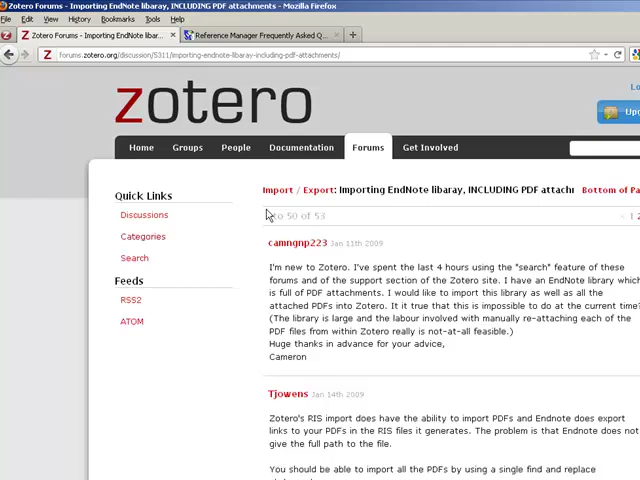 Zotero Forums - Importing EndNote libaray, INCLUDING PDF attachments - Mozilla Firefox
File Edit View History Bookmarks Tools Help
Zotero Forums - Importing EndNote libar... × Reference Manager Frequently Asked Q... × +
forums.zotero.org/discussion/5311/importing-endnote-libaray-including-pdf-attachments/
Lo
zotero
Upg
Home Groups People Documentation Forums Get Involved
Quick Links
Discussions
Categories
Search
Feeds
RSS2
ATOM
Import / Export: Importing EndNote libaray, INCLUDING PDF attachr Bottom of Pa
to 50 of 53
< 1 2
camngnp223 Jan 11th 2009
I'm new to Zotero. I've spent the last 4 hours using the "search" feature of these
forums and of the support section of the Zotero site. I have an EndNote library which
is full of PDF attachments. I would like to import this library as well as all the
attached PDFs into Zotero. It it true that this is impossible to do at the current time?
(The library is large and the labour involved with manually re-attaching each of the
PDF files from within Zotero really is not-at-all feasible.)
Huge thanks in advance for your advice,
Cameron
Tjowens Jan 14th 2009
Zotero's RIS import does have the ability to import PDFs and Endnote does export
links to your PDFs in the RIS files it generates. The problem is that Endnote does not
give the full path to the file.
You should be able to import all the PDFs by using a single find and replace